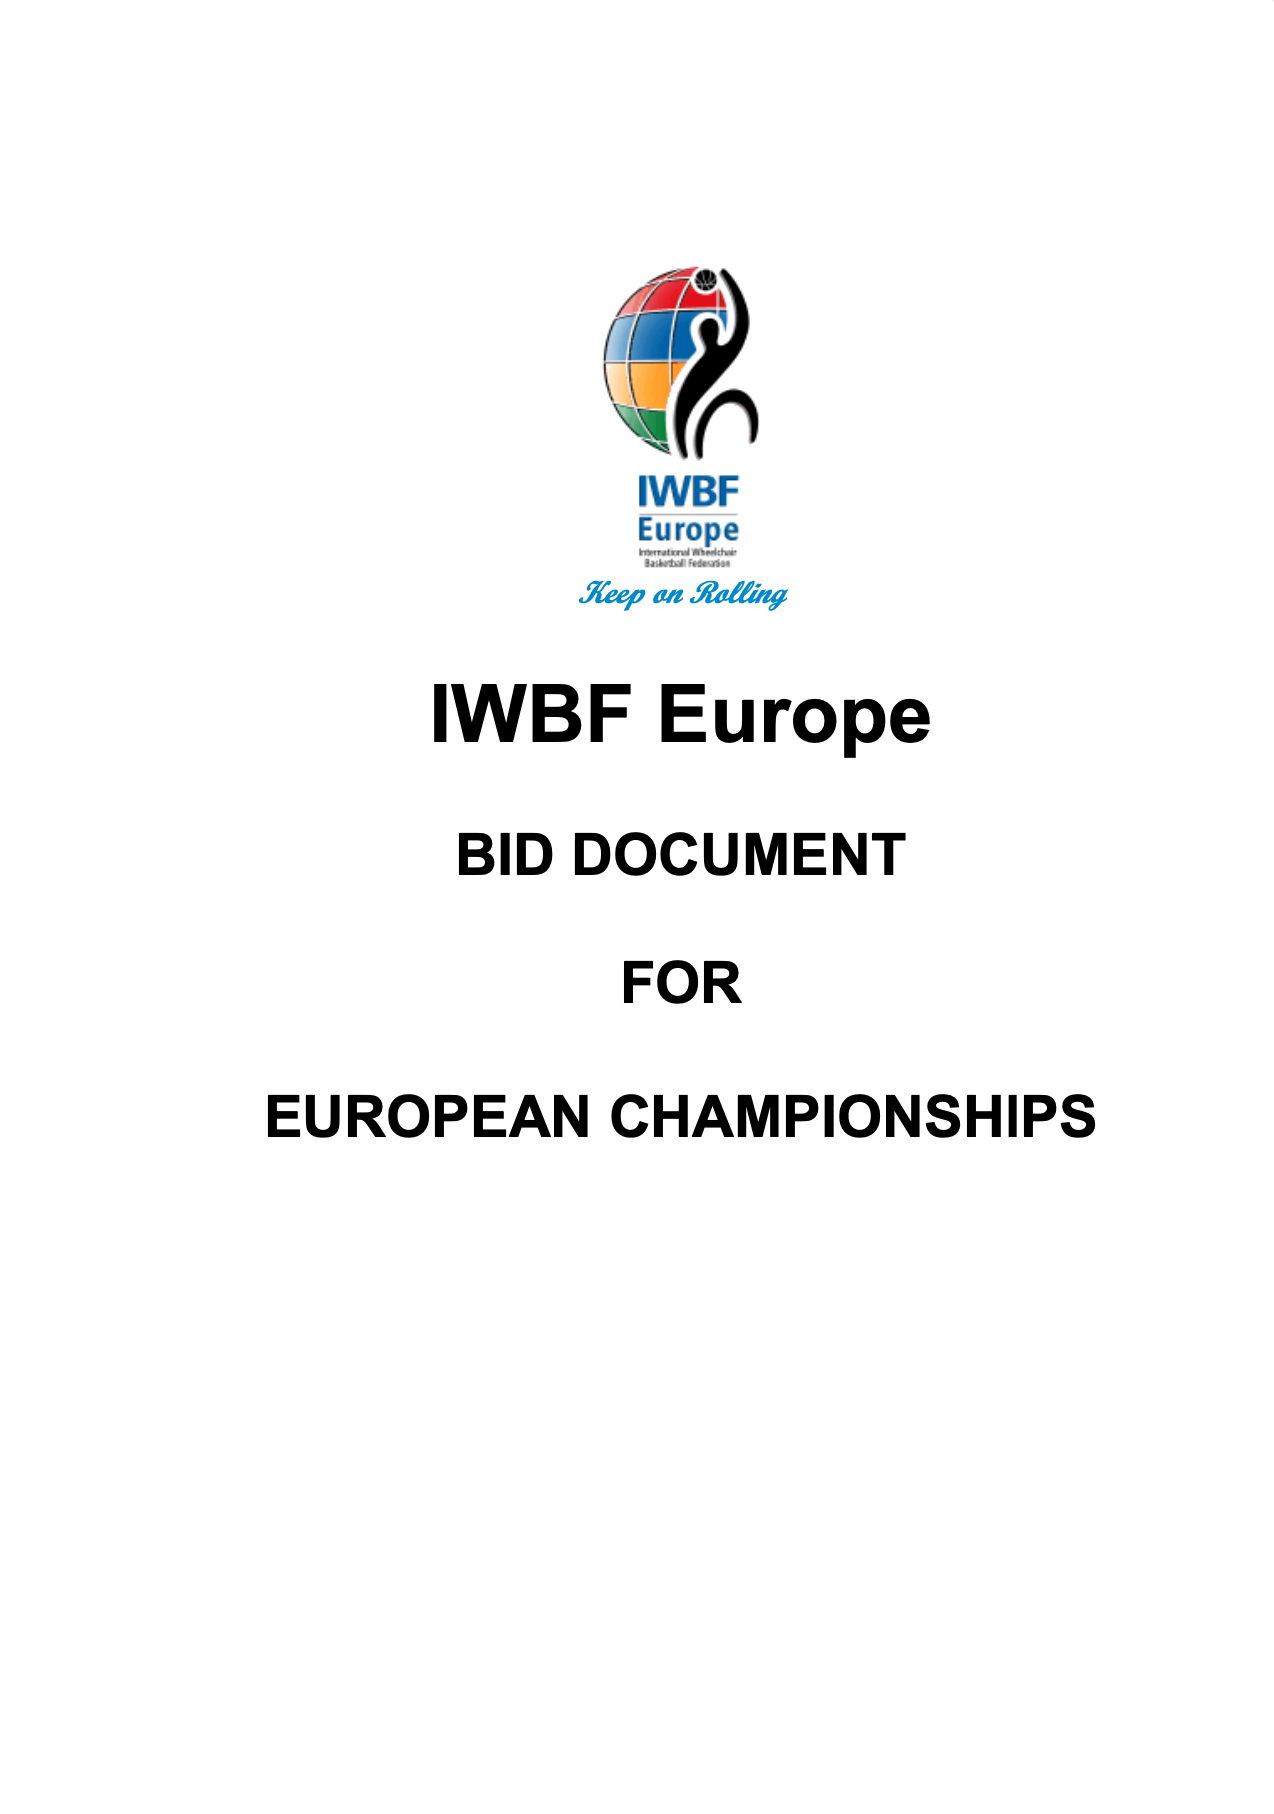 IWBF
Europe
International Wheelchair
Basketball Federation
Keep on Rolling
IWBF Europe
BID DOCUMENT
FOR
EUROPEAN CHAMPIONSHIPS